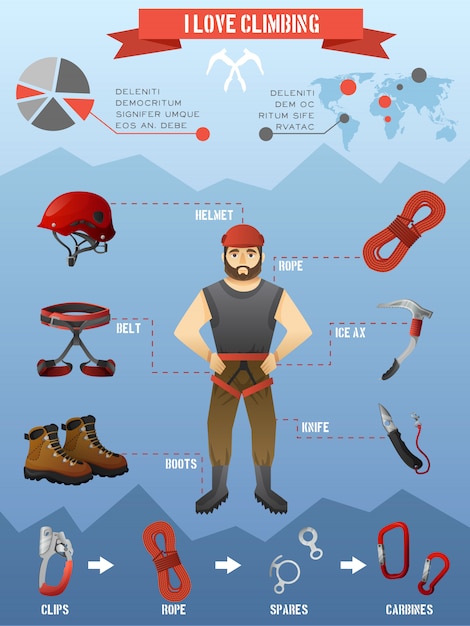 I LOVE CLIMBING
DELENITI
DEMOCRITUM
SIGNIFER UMQUE
EOS AN. DEBE
DELENITI
DEM OC
RITUM SIFE
RVATAC
HELMET
ROPE
BELT
ICE AX
KNIFE
BOOTS
CLIPS
ROPE
SPARES
CARBINES